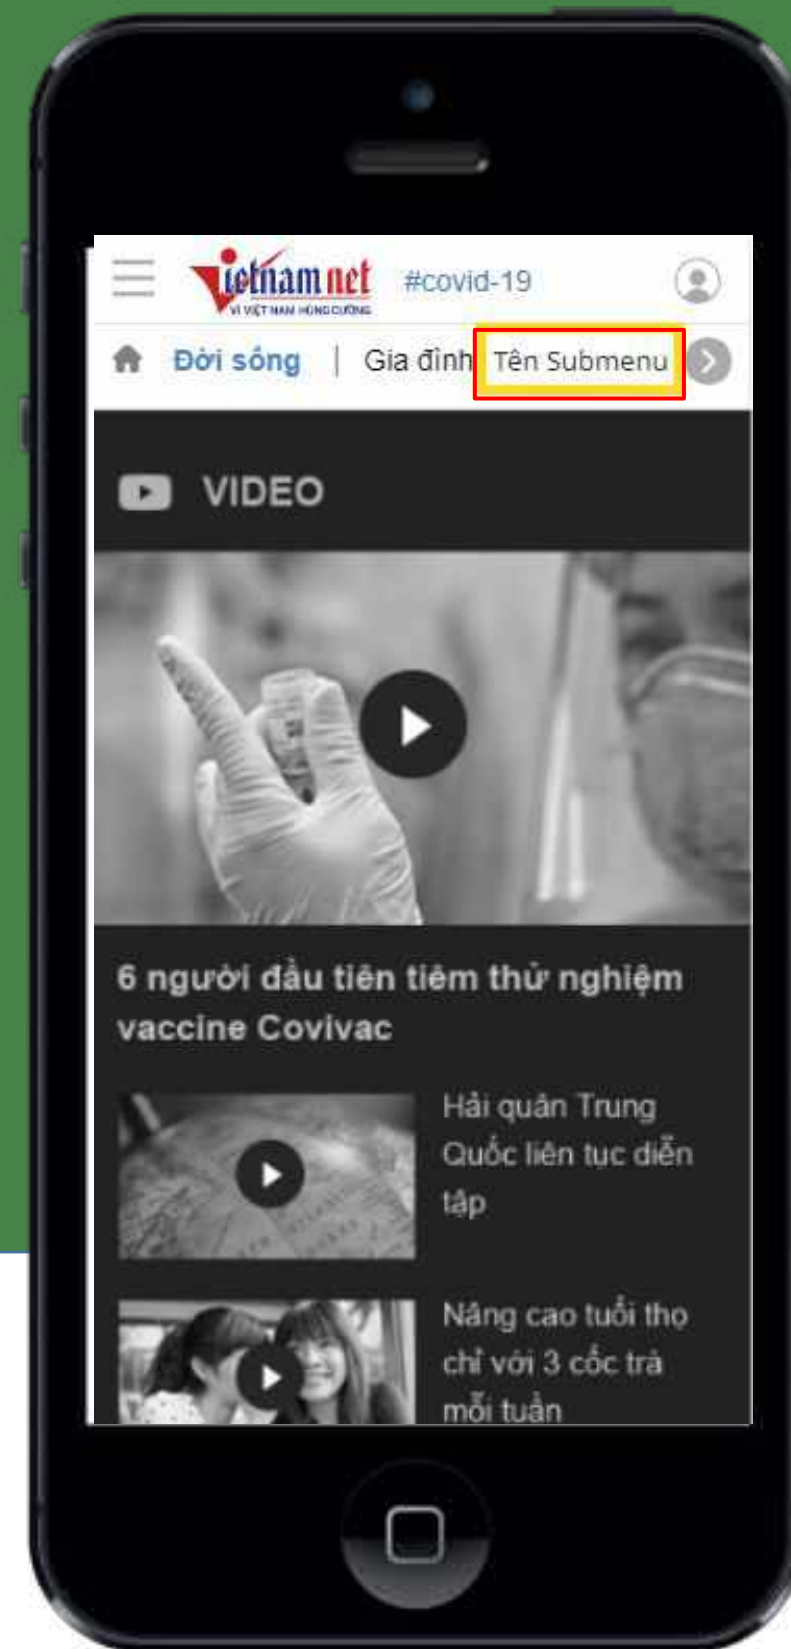 vietnamnet
VÌ VIỆT NAM HÙNG CƯỜNG
#covid-19
Đời sống | Gia đình Tên Submenu
VIDEO
6 người đầu tiên tiêm thử nghiệm
vaccine Covivac
Hải quân Trung
Quốc liên tục diễn
tập
Nâng cao tuổi thọ
chỉ với 3 cốc trà
mỗi tuần